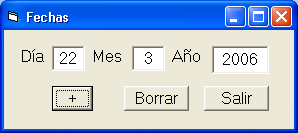 Fechas
Día 22 Mes 3 Año 2006
+ Borrar Salir